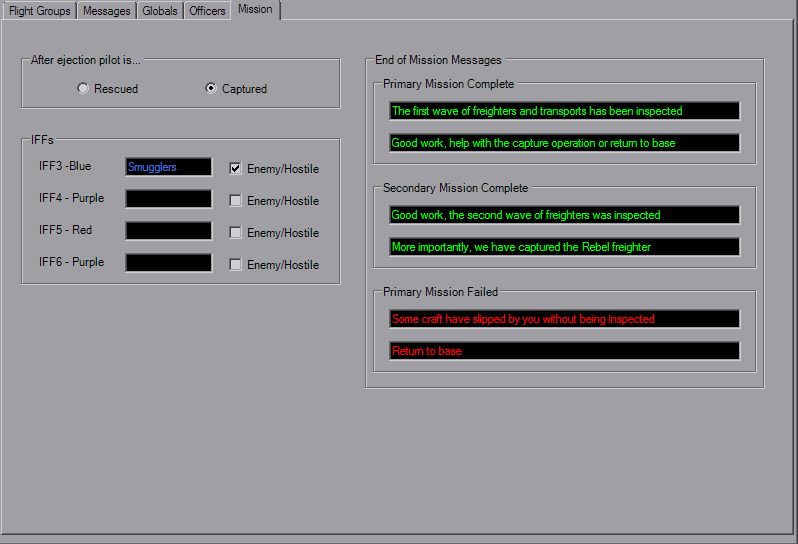 Flight Groups Messages Globals Officers Mission
After ejection pilot is...
Rescued Captured
IFFs
IFF3 -Blue Smugglers Enemy/Hostile
IFF4 - Purple Enemy/Hostile
IFF5 - Red Enemy/Hostile
IFF6 - Purple Enemy/Hostile
End of Mission Messages
Primary Mission Complete
The first wave of freighters and transports has been inspected
Good work, help with the capture operation or return to base
Secondary Mission Complete
Good work, the second wave of freighters was inspected
More importantly, we have captured the Rebel freighter
Primary Mission Failed
Some craft have slipped by you without being inspected
Return to base